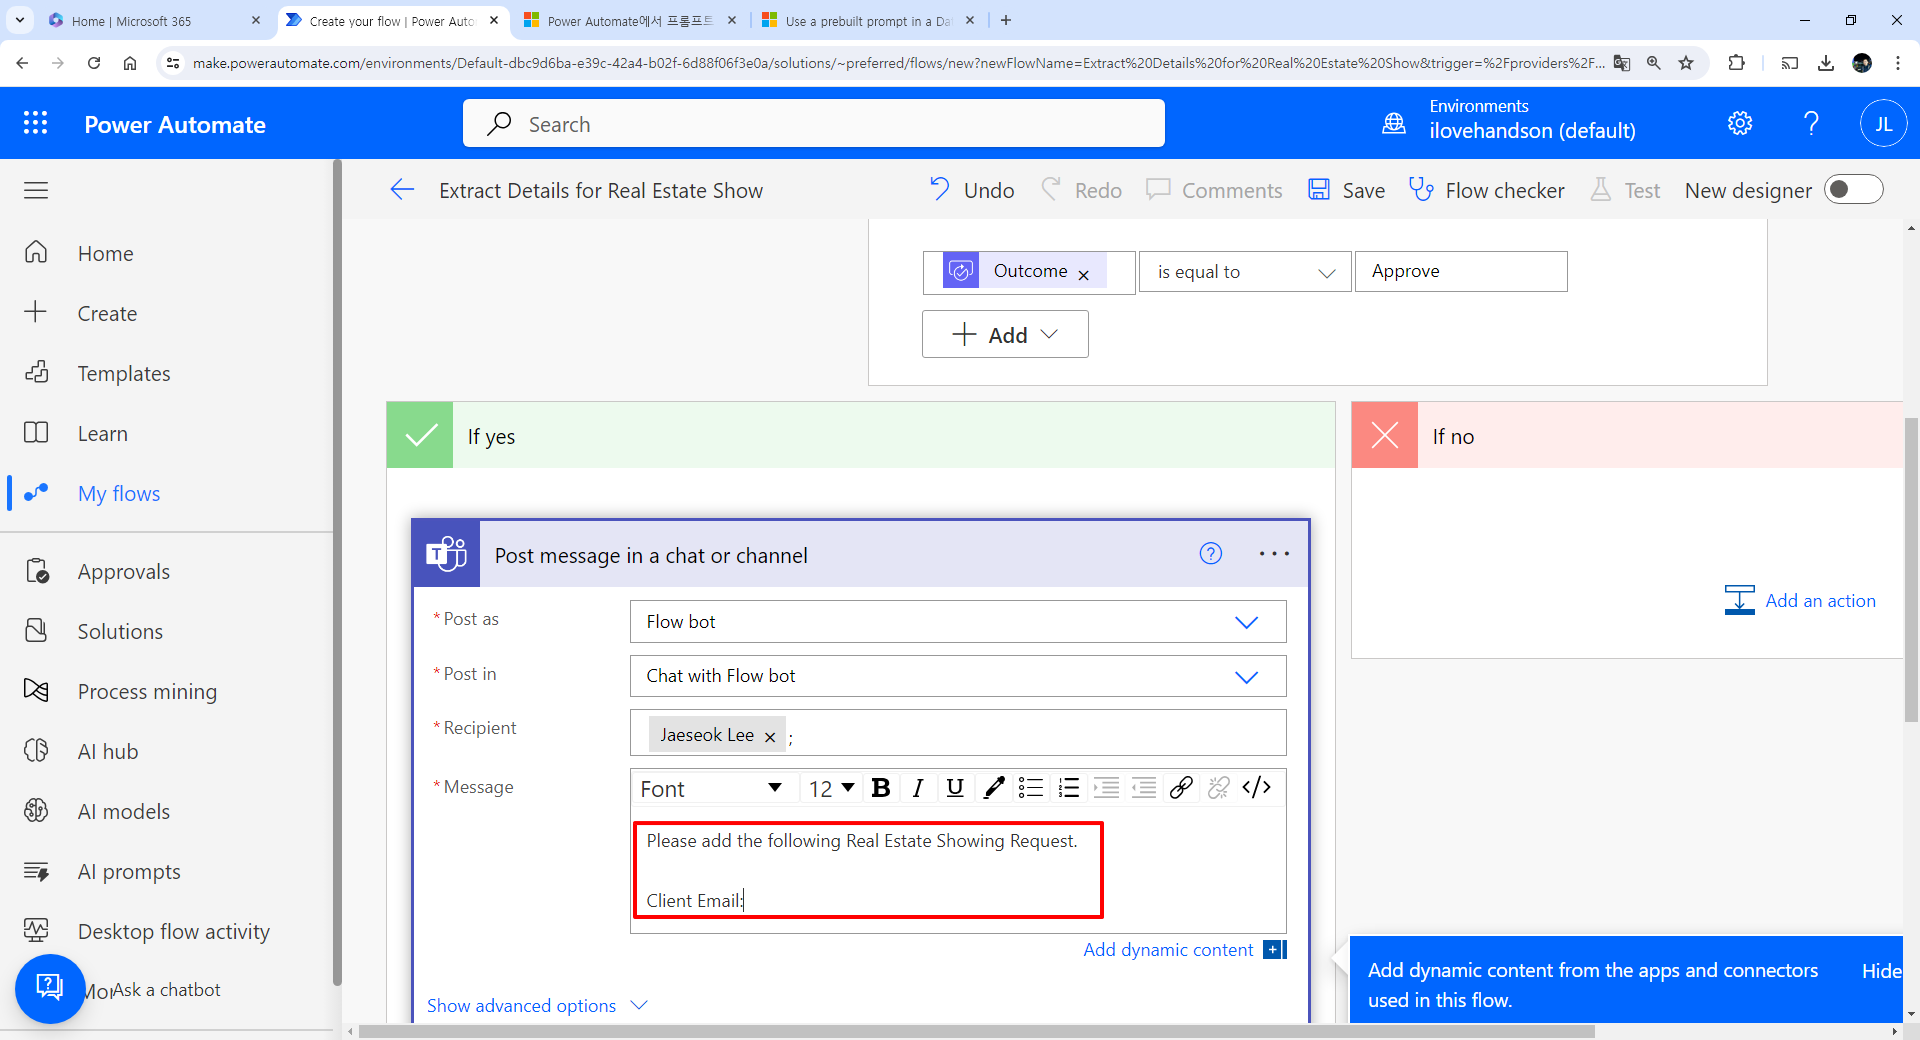 Home | Microsoft 365
Create your flow | Power Auto
Power Automate에서 프롬프트
Use a prebuilt prompt in a Da
make.powerautomate.com/environments/Default-dbc9d6ba-e39c-42a4-b02f-6d88f06f3e0a/solutions/~preferred/flows/new?newFlowName=Extract%20Details%20for%20Real%20Estate%20Show&trigger=%2Fproviders%2F...
Power Automate
Search
Environments
ilovehandson (default)
JL
Extract Details for Real Estate Show
Undo
Redo
Comments
Save
Flow checker
Test
New designer
Home
Create
Templates
Learn
My flows
Approvals
Solutions
Process mining
AI hub
AI models
AI prompts
Desktop flow activity
Mor
Ask a chatbot
Outcome
is equal to
Approve
Add
If yes
If no
Add an action
Post message in a chat or channel
* Post as
Flow bot
* Post in
Chat with Flow bot
* Recipient
Jaeseok Lee ;
* Message
Font 12 B I U </>
Please add the following Real Estate Showing Request.
Client Email:
Add dynamic content
Show advanced options
Add dynamic content from the apps and connectors used in this flow.
Hide